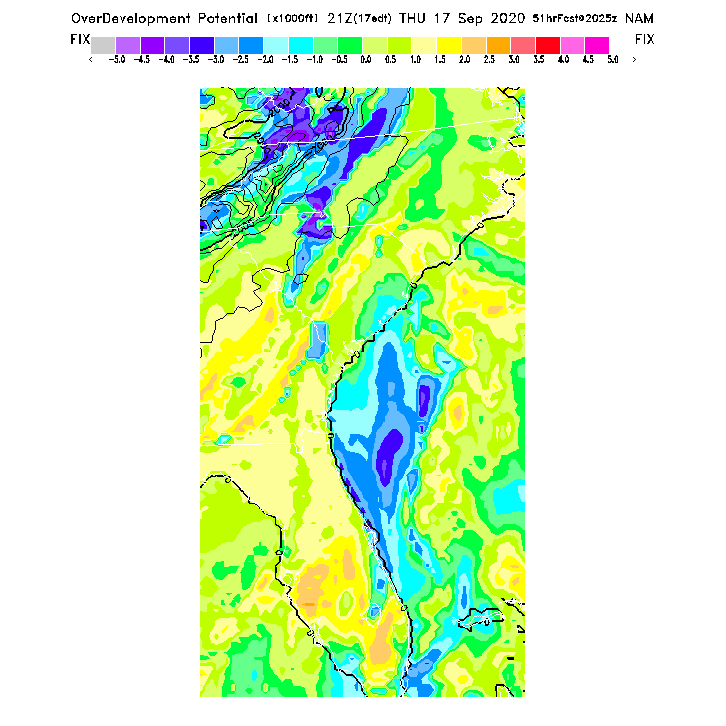 OverDevelopment Potential [x1000ft] 21Z(17edt) THU 17 Sep 2020 51hrFcst@2025z NAM
FIX FIX
-5.0 -4.5 -4.0 -3.5 -3.0 -2.5 -2.0 -1.5 -1.0 -0.5 0.0 0.5 1.0 1.5 2.0 2.5 3.0 3.5 4.0 4.5 5.0
< >